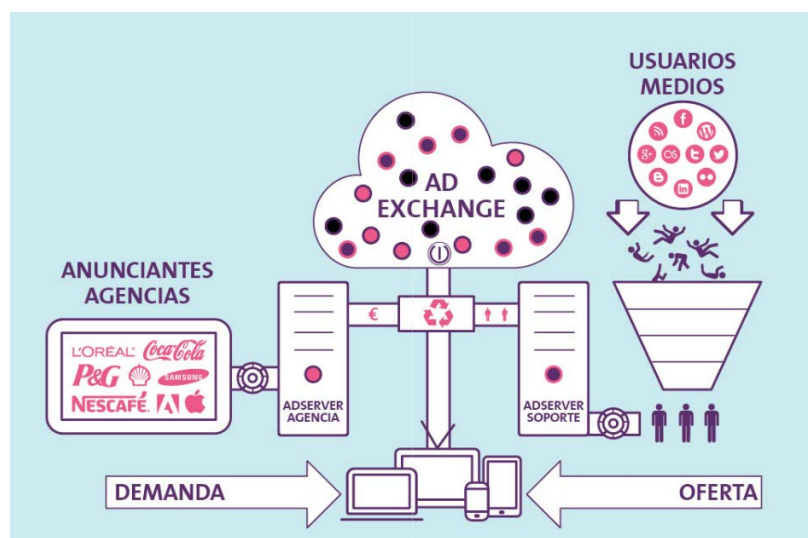 USUARIOS
MEDIOS
AD
EXCHANGE
ANUNCIANTES
AGENCIAS
L'ORÉAL Coca-Cola
P&G SAMSUNG
NESCAFÉ
€
ADSERVER
AGENCIA
ADSERVER
SOPORTE
DEMANDA
OFERTA